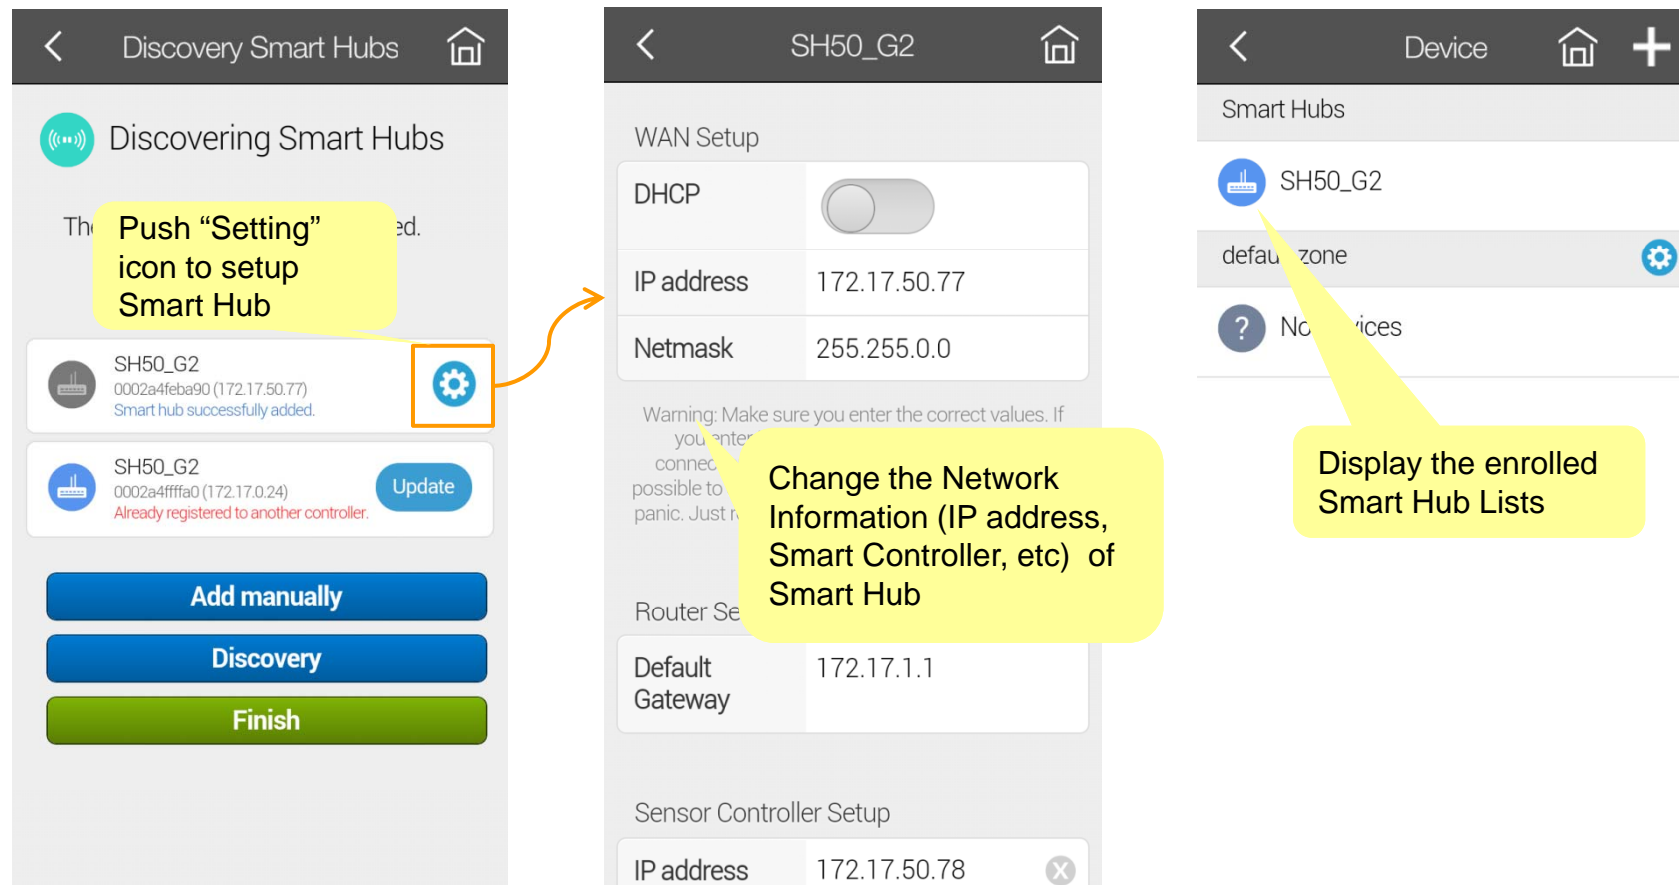 Discovery Smart Hubs
Discovering Smart Hubs
ed.
Push “Setting”
icon to setup
Smart Hub
SH50_G2
0002a4feba90 (172.17.50.77)
Smart hub successfully added.
SH50_G2
0002a4ffffa0 (172.17.0.24)
Already registered to another controller.
Update
Add manually
Discovery
Finish
SH50_G2
WAN Setup
DHCP
IP address 172.17.50.77
Netmask 255.255.0.0
Warning: Make sure you enter the correct values. If
you enter
possible to
panic. Just
Change the Network
Information (IP address,
Smart Controller, etc) of
Smart Hub
Router
Default 172.17.1.1
Gateway
Sensor Controller Setup
IP address 172.17.50.78
Device
Smart Hubs
SH50_G2
zone
?
Display the enrolled
Smart Hub Lists